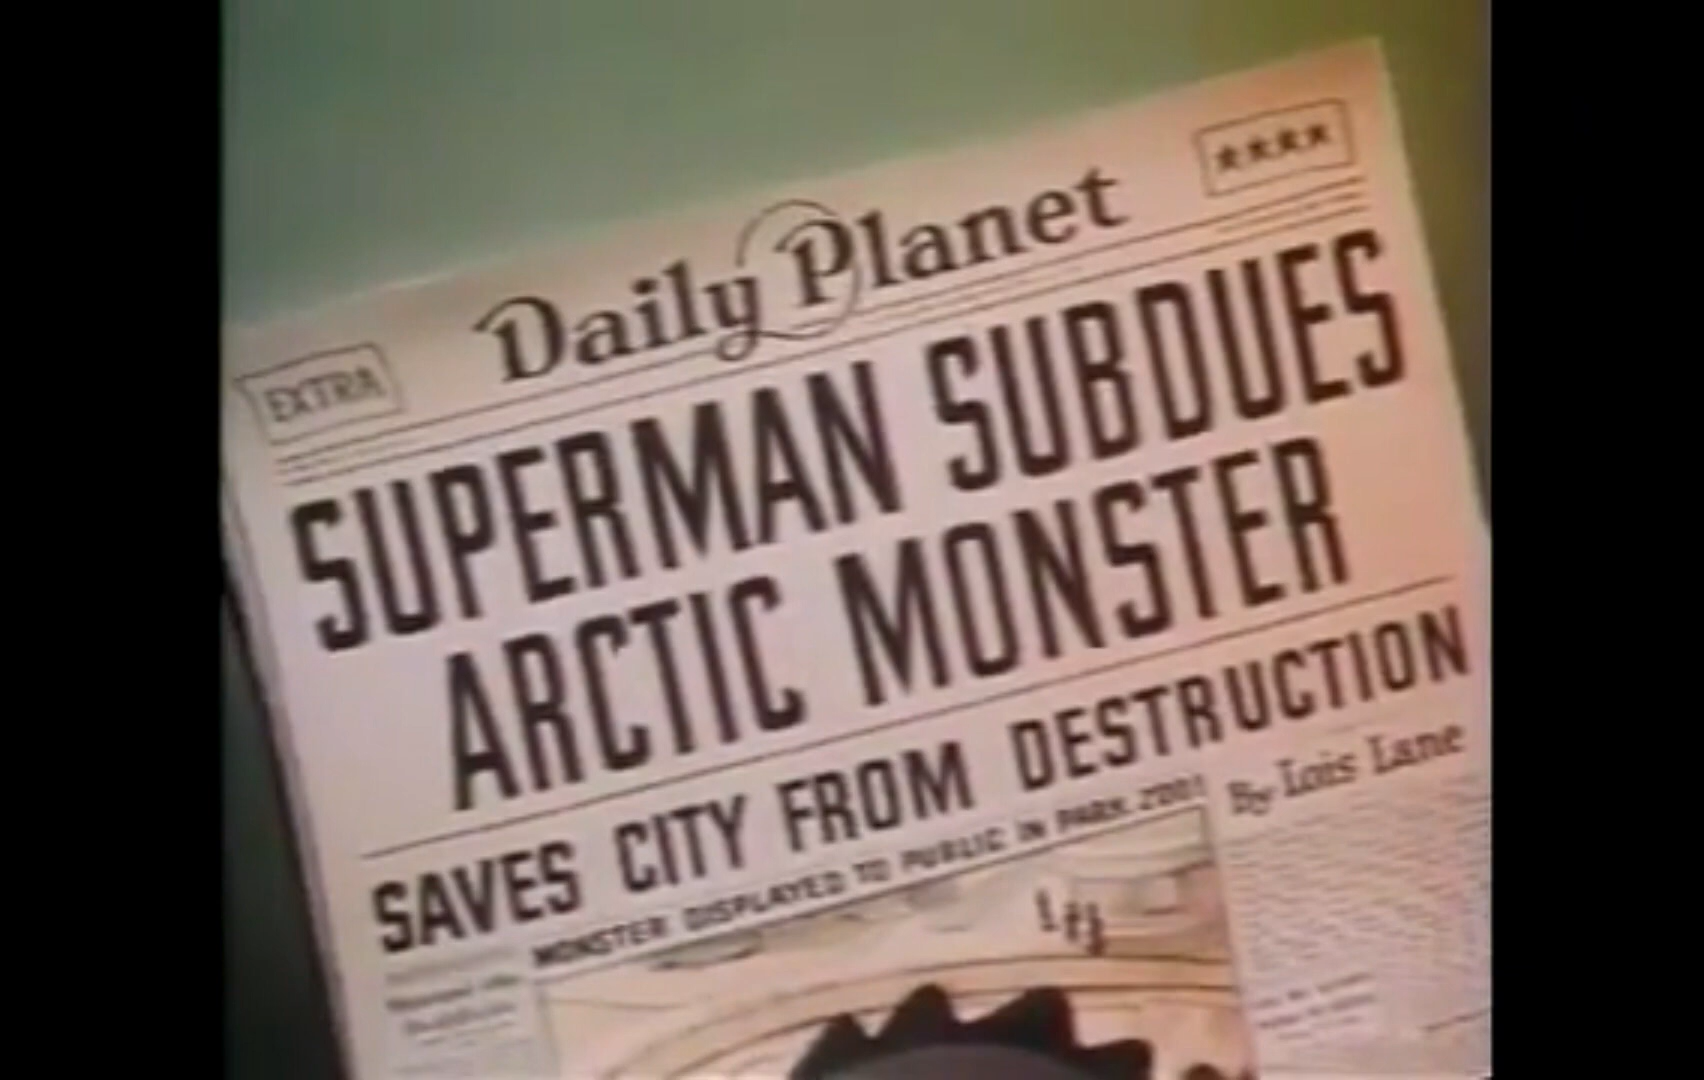 EXTRA
Daily Planet
SUPERMAN SUBDUES
ARCTIC MONSTER
SAVES CITY FROM DESTRUCTION
By Lois Lane
MONSTER DISPLAYED TO PUBLIC IN PARK ZOO!